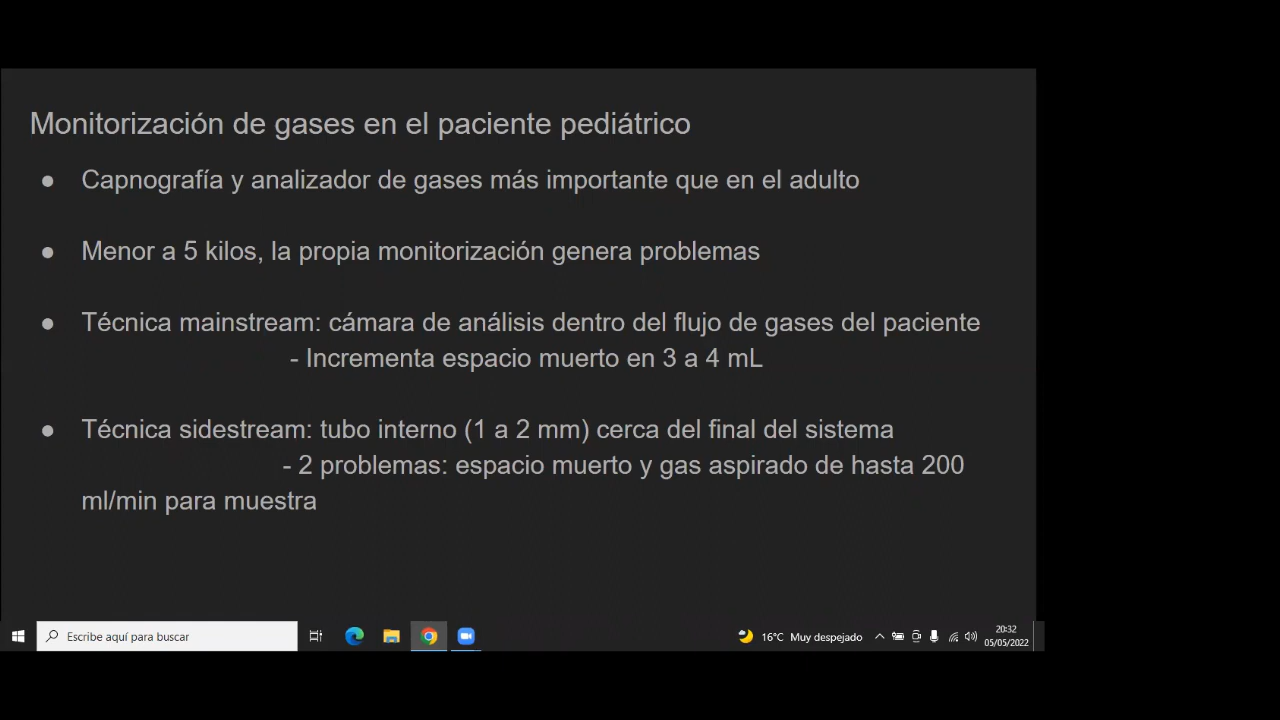 Monitorización de gases en el paciente pediátrico
● Capnografía y analizador de gases más importante que en el adulto
● Menor a 5 kilos, la propia monitorización genera problemas
● Técnica mainstream: cámara de análisis dentro del flujo de gases del paciente
- Incrementa espacio muerto en 3 a 4 mL
● Técnica sidestream: tubo interno (1 a 2 mm) cerca del final del sistema
- 2 problemas: espacio muerto y gas aspirado de hasta 200
ml/min para muestra
Escribe aquí para buscar
16°C Muy despejado
20:32
05/05/2022